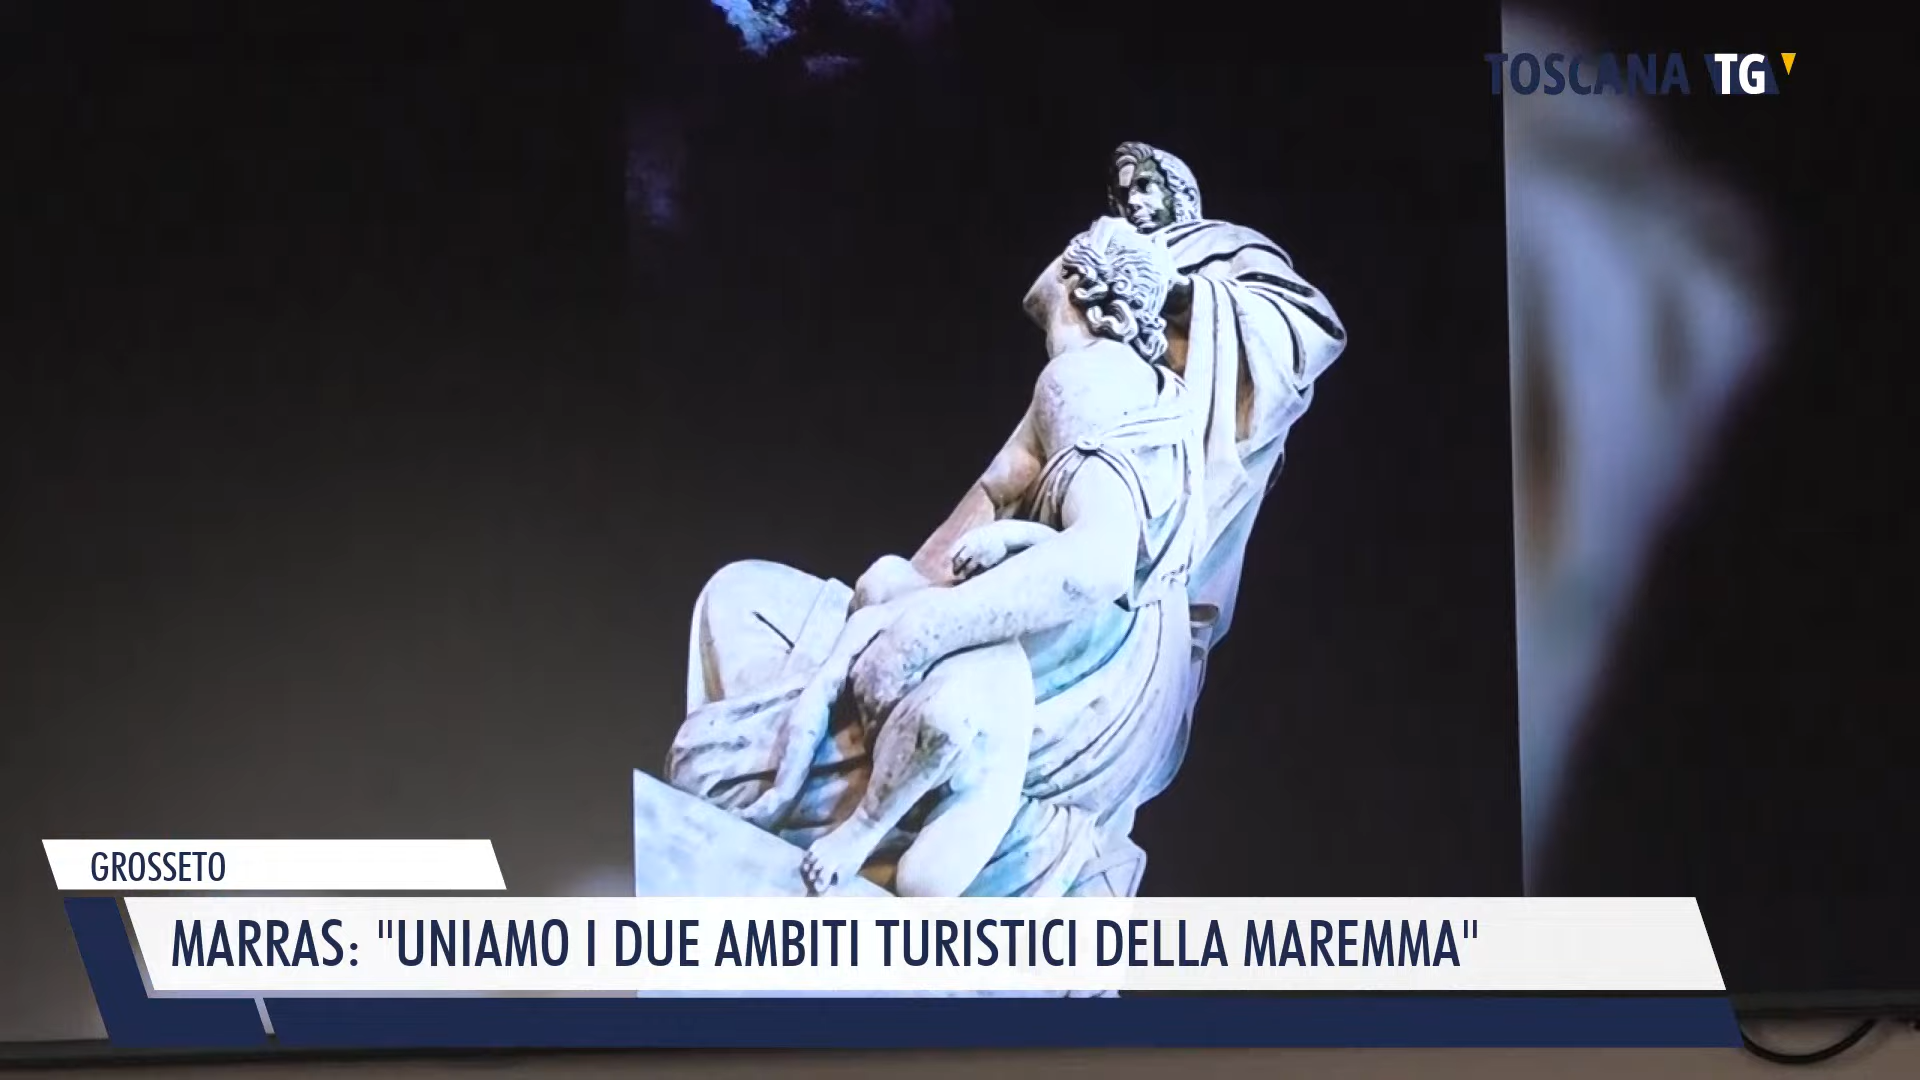 TOSCANA TG
GROSSETO
MARRAS: "UNIAMO I DUE AMBITI TURISTICI DELLA MAREMMA"